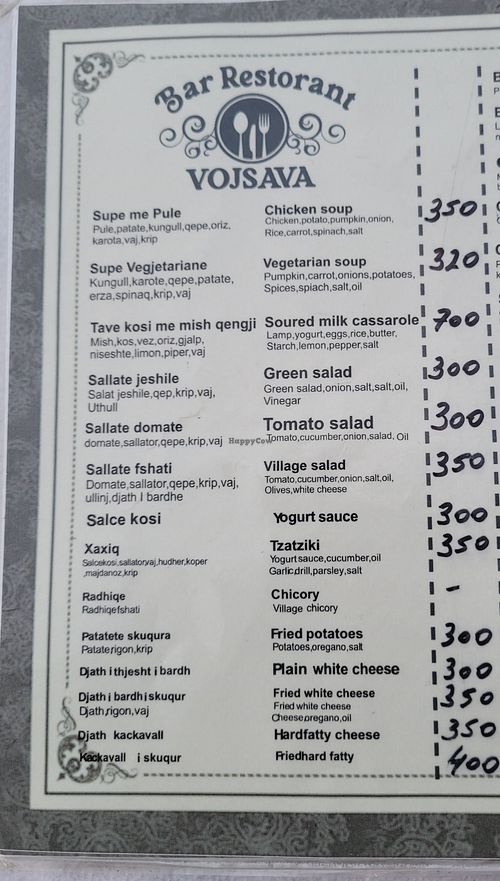 Bar Restorant
VOJSAVA
Supe me Pule Chicken soup 350
Pule,patate,kungull,qepe,oriz, Chicken,potato,pumpkin,onion,
karota,vaj,krip Rice,carrot,spinach,salt
Supe Vegjetariane Vegetarian soup 320
Kungull,karote,qepe,patate, Pumpkin,carrot,onions,potatoes,
erza,spinaq,krip,vaj Spices,spiach,salt,oil
Tave kosi me mish qengji Soured milk cassarole 700
Mish,kos,vez,oriz,gjalp, Lamp,yogurt,eggs,rice,butter,
niseshte,limon,piper,vaj Starch,lemon,pepper,salt
Sallate jeshile Green salad 300
Salat jeshile,qep,krip,vaj, Green salad,onion,salt,salt,oil,
Uthull Vinegar
Sallate domate Tomato salad 300
domate,sallator,qepe,krip,vaj HappyCow Tomato,cucumber,onion,salad, Oil
Sallate fshati Village salad 350
Domate,sallator,qepe,krip,vaj, Tomato,cucumber,onion,salt,oil,
ullinj,djath I bardhe Olives,white cheese
Salce kosi Yogurt sauce 300
Xaxiq Tzatziki 350
Salcekosi,sallatorvaj,hudher,koper Yogurt sauce,cucumber,oil
,majdanoz,krip Garlic,drill,parsley,salt
Radhiqe Chicory -
Radhiqefshati Village chicory
Patatete skuqura Fried potatoes 300
Patate rigon,krip Potatoes,oregano,salt
Djath i thjesht i bardh Plain white cheese 300
Djath i bardh i skuqur Fried white cheese 350
Djath,rigon,vaj Fried white cheese
Cheese,oregano,oil
Djath kackavall Hardfatty cheese 350
Kackavall i skuqur Friedhard fatty 400